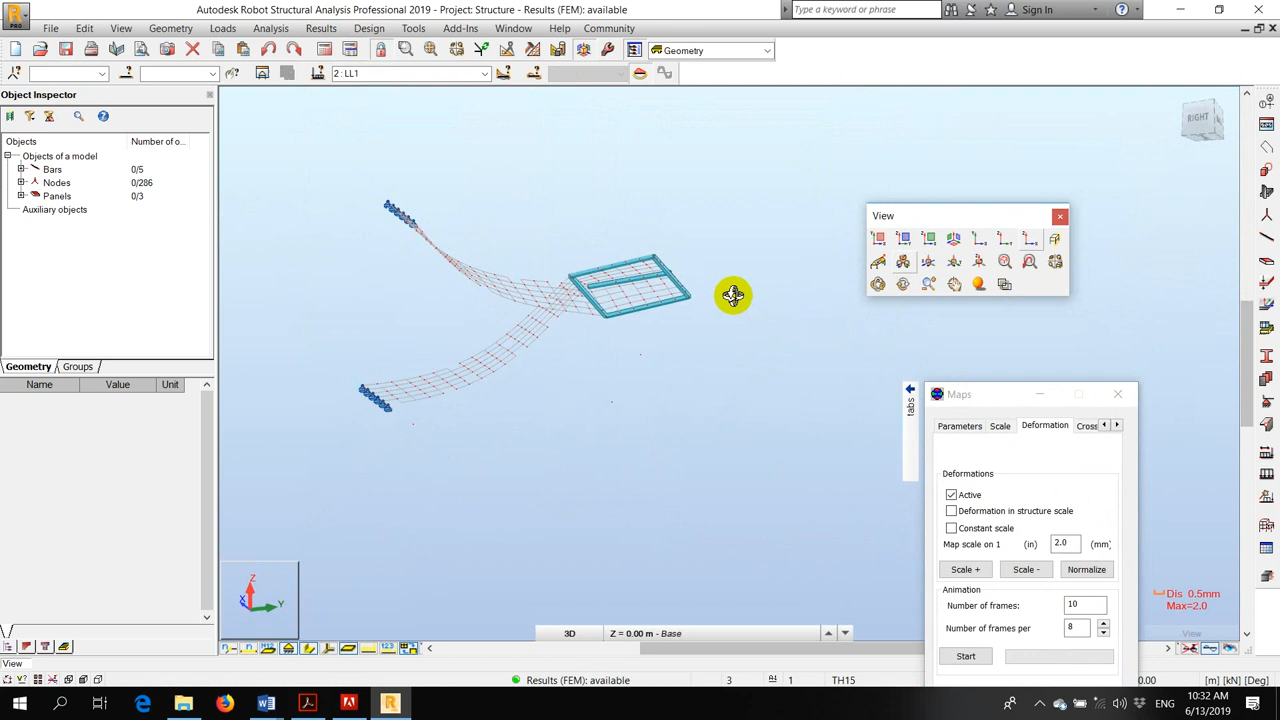 Autodesk Robot Structural Analysis Professional 2019 - Project: Structure - Results (FEM): available
Type a keyword or phrase
Sign In
PRO
File Edit View Geometry Loads Analysis Results Design Tools Add-Ins Window Help Community
Geometry
2 : LL1
Object Inspector
Objects Number of o...
Objects of a model
Bars 0/5
Nodes 0/286
Panels 0/3
Auxiliary objects
Geometry Groups
Name Value Unit
RIGHT
View
tabs
Maps
Parameters Scale Deformation Cross
Deformations
Active
Deformation in structure scale
Constant scale
Map scale on 1 (in) 2.0 (mm)
Scale + Scale - Normalize
Animation
Number of frames: 10
Number of frames per 8
Start
Dis 0.5mm
Max=2.0
View
Z
X
Y
3D Z = 0.00 m - Base
View
Results (FEM): available 3 1 TH15 0.00 [m] [kN] [Deg]
ENG
10:32 AM
6/13/2019